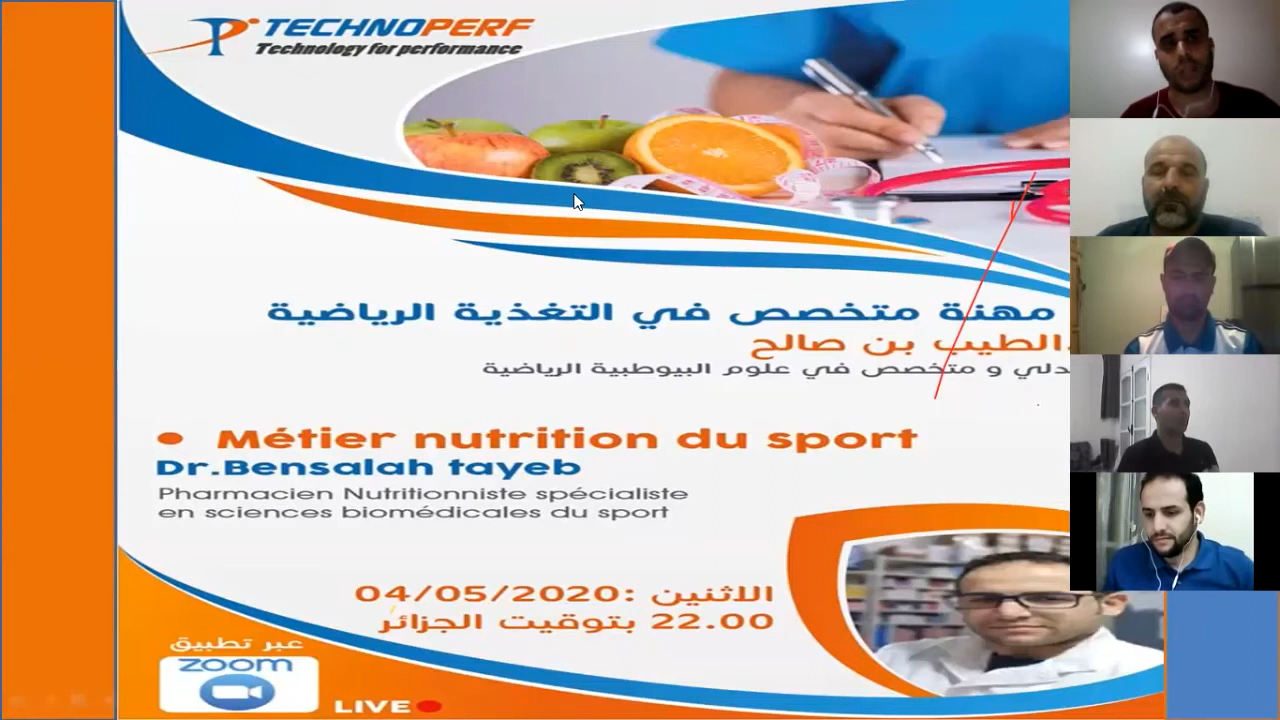 TECHNOPERF
Technology for performance
مهنة متخصص في التغذية الرياضية
الطيب بن صالح
و متخصص في علوم البيوطبية الرياضية
• Métier nutrition du sport
Dr.Bensalah tayeb
Pharmacien Nutritionniste spécialiste
en sciences biomédicales du sport
الاثنين :04/05/2020
22.00 بتوقيت الجزائر
عبر تطبيق
zoom
LIVE